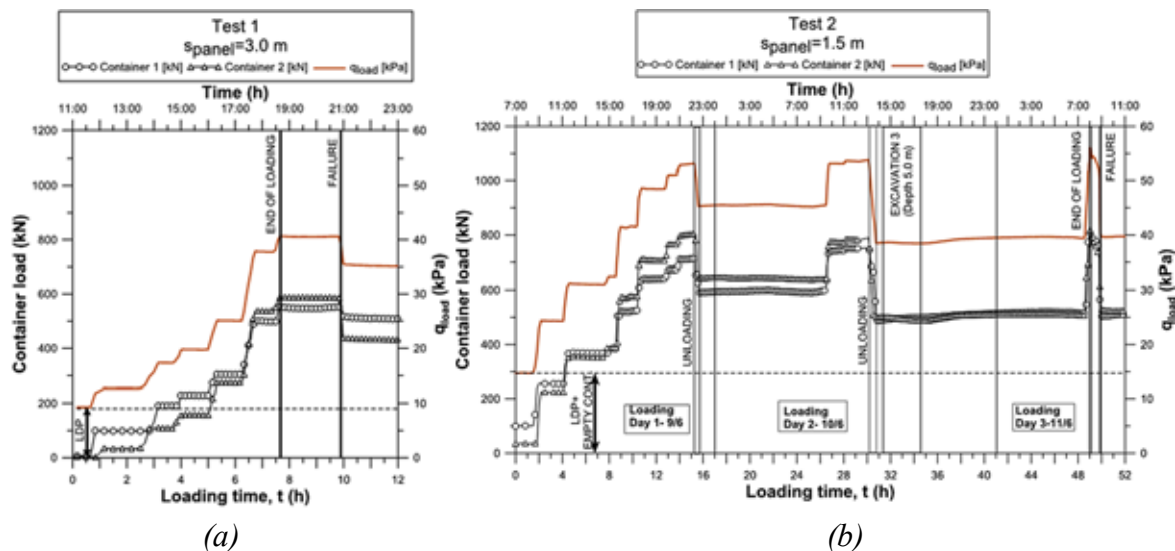 Test 1
spanel=3.0 m
Container 1 [kN] Container 2 [kN] qload [kPa]
Time (h)
11:00 13:00 15:00 17:00 19:00 21:00 23:00
Container load (kN)
1200
1000
800
600
400
200
0
60
50
40
30
20
10
0
qload (kPa)
END OF LOADING
FAILURE
LDP
0 2 4 6 8 10 12
Loading time, t (h)
(a)
Test 2
spanel=1.5 m
Container 1 [kN] Container 2 [kN] qload [kPa]
Time (h)
7:00 11:00 15:00 19:00 23:00 3:00 7:00 11:00 15:00 19:00 23:00 3:00 7:00 11:00
Container load (kN)
1200
1000
800
600
400
200
0
60
50
40
30
20
10
0
qload (kPa)
UNLOADING
UNLOADING
EXCAVATION 3
(Depth 5.0 m)
END OF LOADING
FAILURE
LDP+
EMPTY CONT.
Loading
Day 1- 9/6
Loading
Day 2- 10/6
Loading
Day 3-11/6
0 4 8 12 16 20 24 28 32 36 40 44 48 52
Loading time, t (h)
(b)